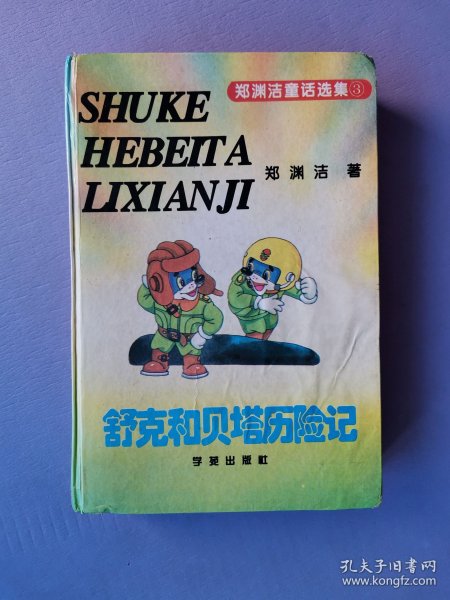 郑渊洁童话选集③
SHUKE
HEBEITA
LIXIANJI
郑渊洁 著
舒克和贝塔历险记
学苑出版社
孔夫子旧书网
www.kongfz.com